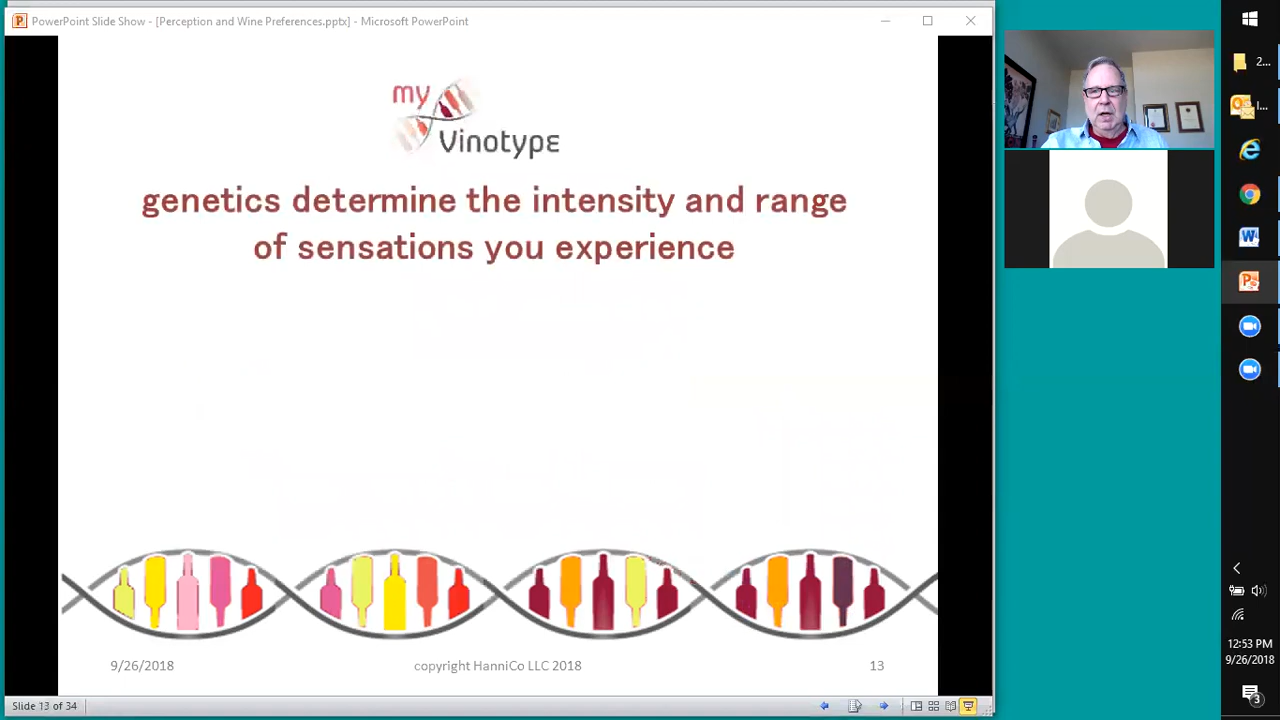 PowerPoint Slide Show - [Perception and Wine Preferences.pptx] - Microsoft PowerPoint
my
Vinotype
genetics determine the intensity and range
of sensations you experience
9/26/2018
copyright HanniCo LLC 2018
13
Slide 13 of 34
2...
I...
12:53 PM
9/26/2018
3